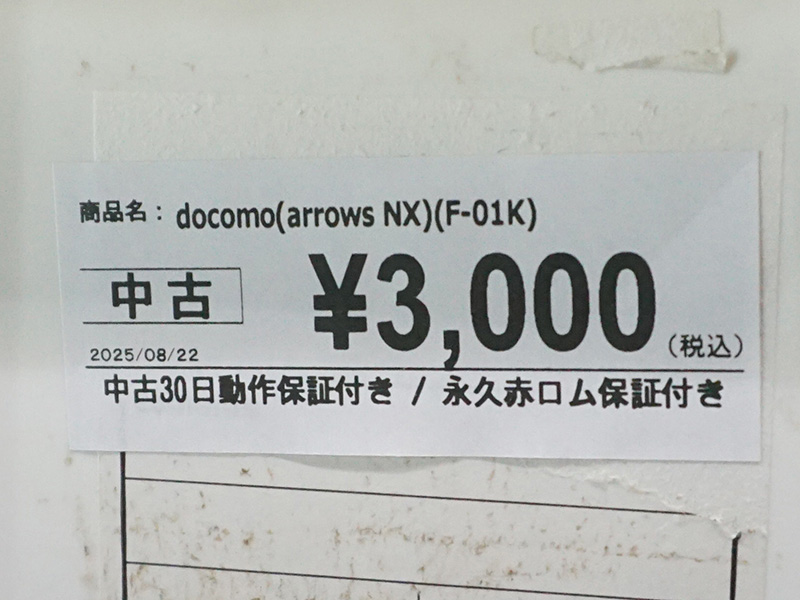 商品名： docomo(arrows NX)(F-01K)
中古
¥3,000 (税込)
2025/08/22
中古30日動作保証付き / 永久赤ロム保証付き